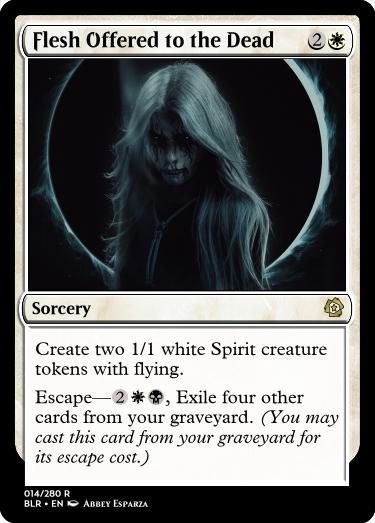 Flesh Offered to the Dead 2
Sorcery
Create two 1/1 white Spirit creature
tokens with flying.
Escape—2, Exile four other
cards from your graveyard. (You may
cast this card from your graveyard for
its escape cost.)
014/280 R
BLR • EN Abbey Esparza